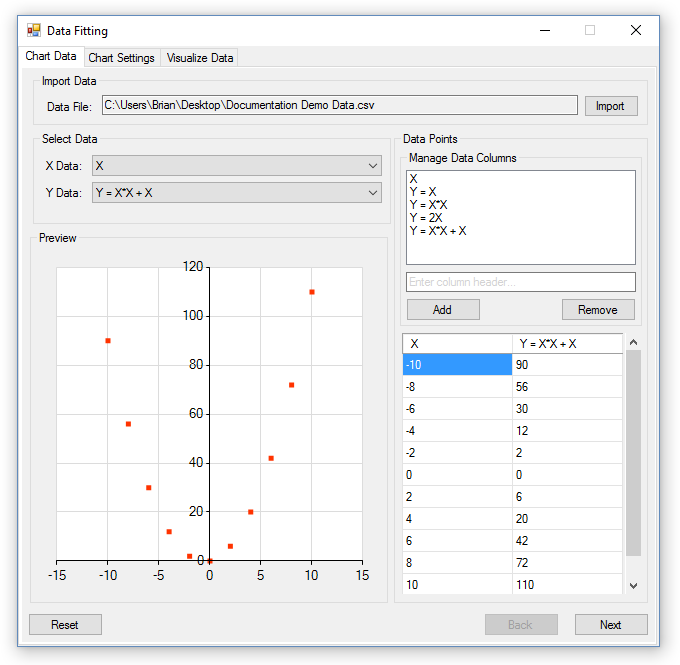 Data Fitting
Chart Data Chart Settings Visualize Data
Import Data
Data File: C:\Users\Brian\Desktop\Documentation Demo Data.csv Import
Select Data
X Data: X
Y Data: Y = X*X + X
Preview
120
100
80
60
40
20
0
-15 -10 -5 0 5 10 15
Data Points
Manage Data Columns
X
Y = X
Y = X*X
Y = 2X
Y = X*X + X
Enter column header...
Add Remove
X Y = X*X + X
-10 90
-8 56
-6 30
-4 12
-2 2
0 0
2 6
4 20
6 42
8 72
10 110
Reset Back Next